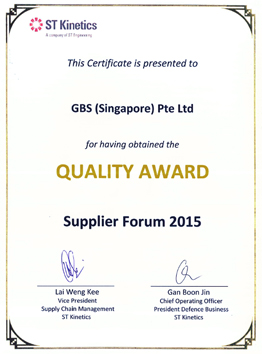 ST Kinetics
A company of ST Engineering
This Certificate is presented to
GBS (Singapore) Pte Ltd
for having obtained the
QUALITY AWARD
Supplier Forum 2015
Lai Weng Kee
Vice President
Supply Chain Management
ST Kinetics
Gan Boon Jin
Chief Operating Officer
President Defence Business
ST Kinetics